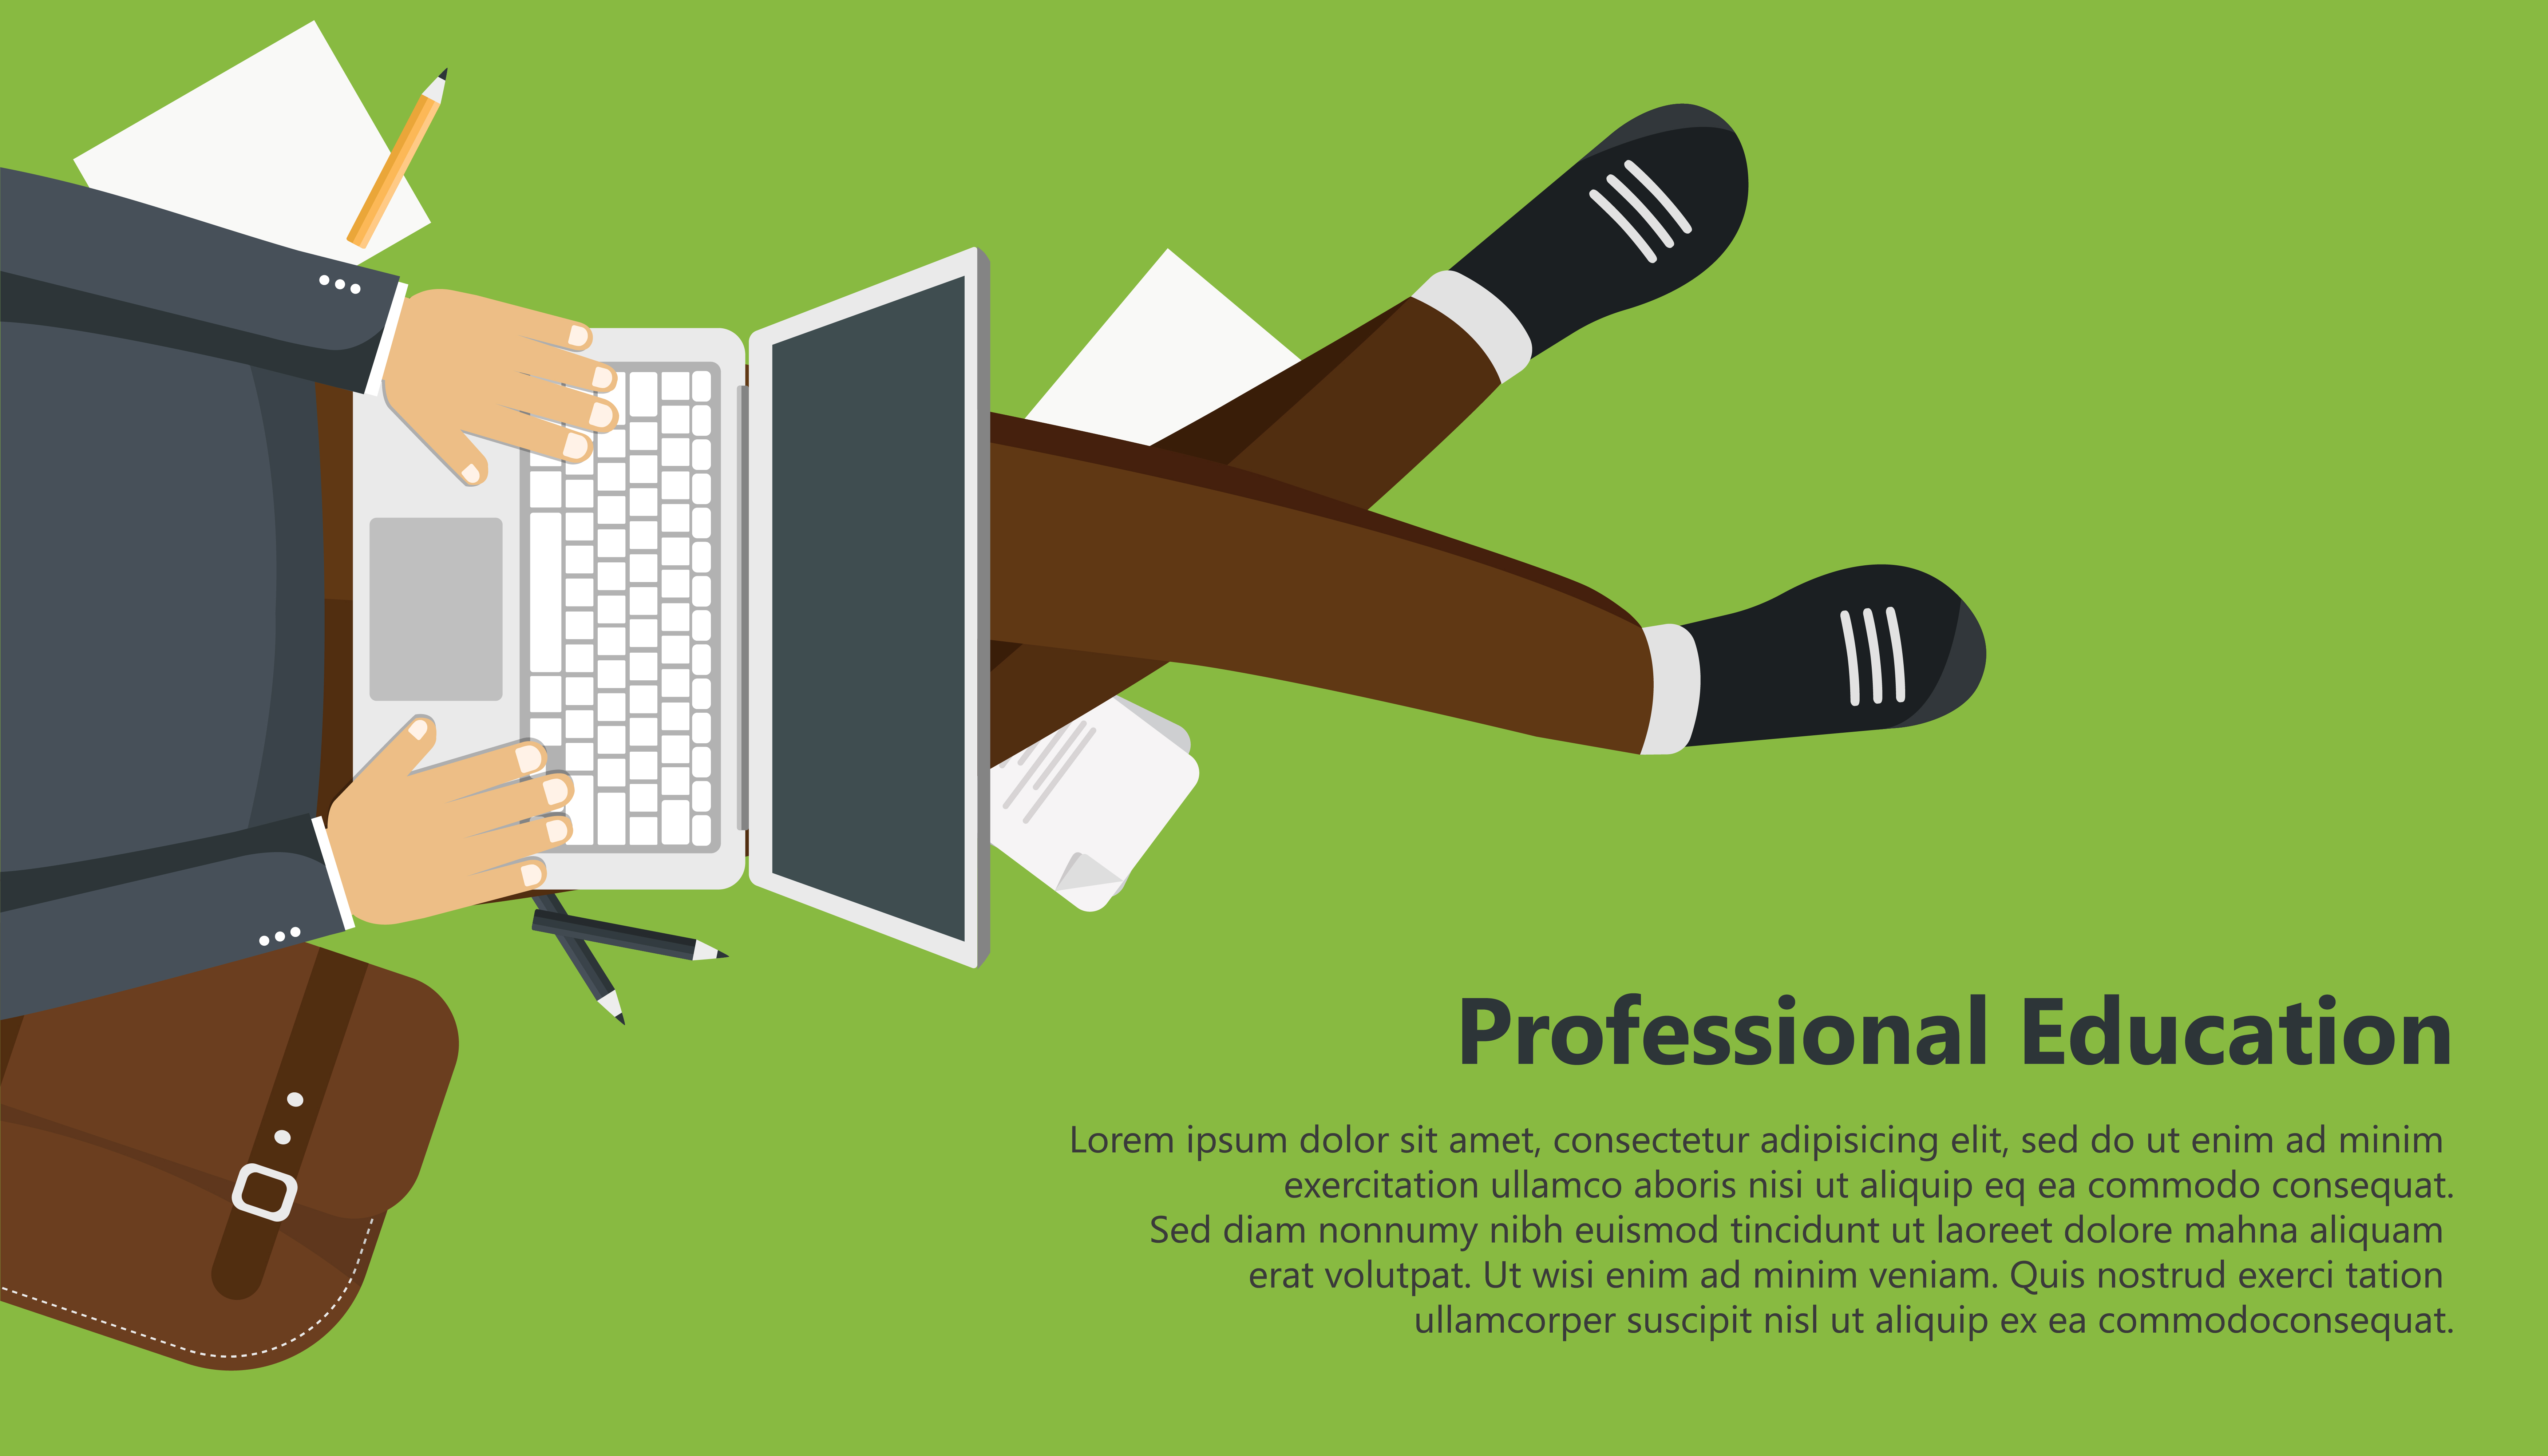 Professional Education
Lorem ipsum dolor sit amet, consectetur adipisicing elit, sed do ut enim ad minim
exercitation ullamco aboris nisi ut aliquip eq ea commodo consequat.
Sed diam nonnumy nibh euismod tincidunt ut laoreet dolore mahna aliquam
erat volutpat. Ut wisi enim ad minim veniam. Quis nostrud exerci tation
ullamcorper suscipit nisl ut aliquip ex ea commodoconsequat.